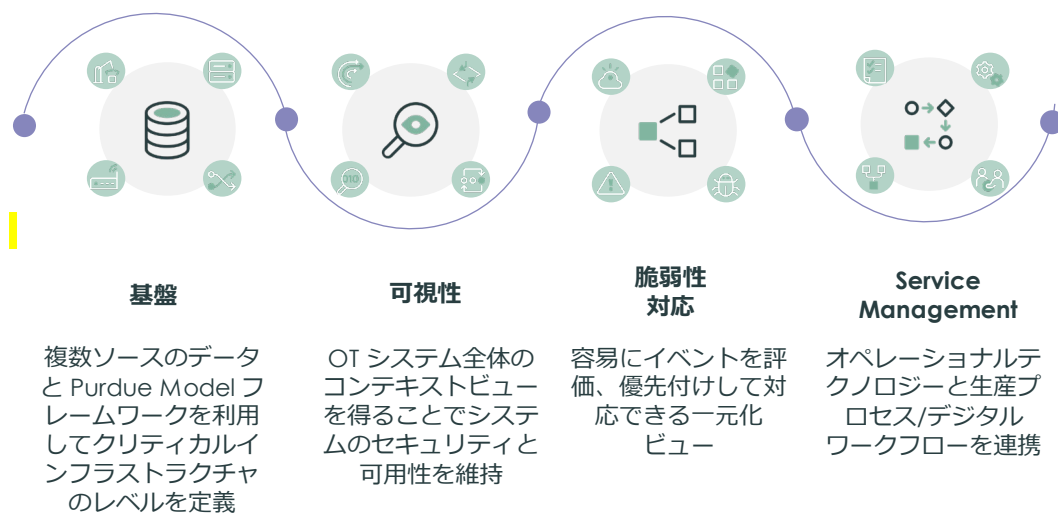 基盤
複数ソースのデータ
と Purdue Model フ
レームワークを利用
してクリティカルイ
ンフラストラクチャ
のレベルを定義
010
可視性
OT システム全体の
コンテキストビュー
を得ることでシステ
ムのセキュリティと
可用性を維持
脆弱性
対応
容易にイベントを評
価、優先付けして対
応できる一元化
ビュー
Service
Management
オペレーショナルテ
クノロジーと生産プ
ロセス/デジタル
ワークフローを連携